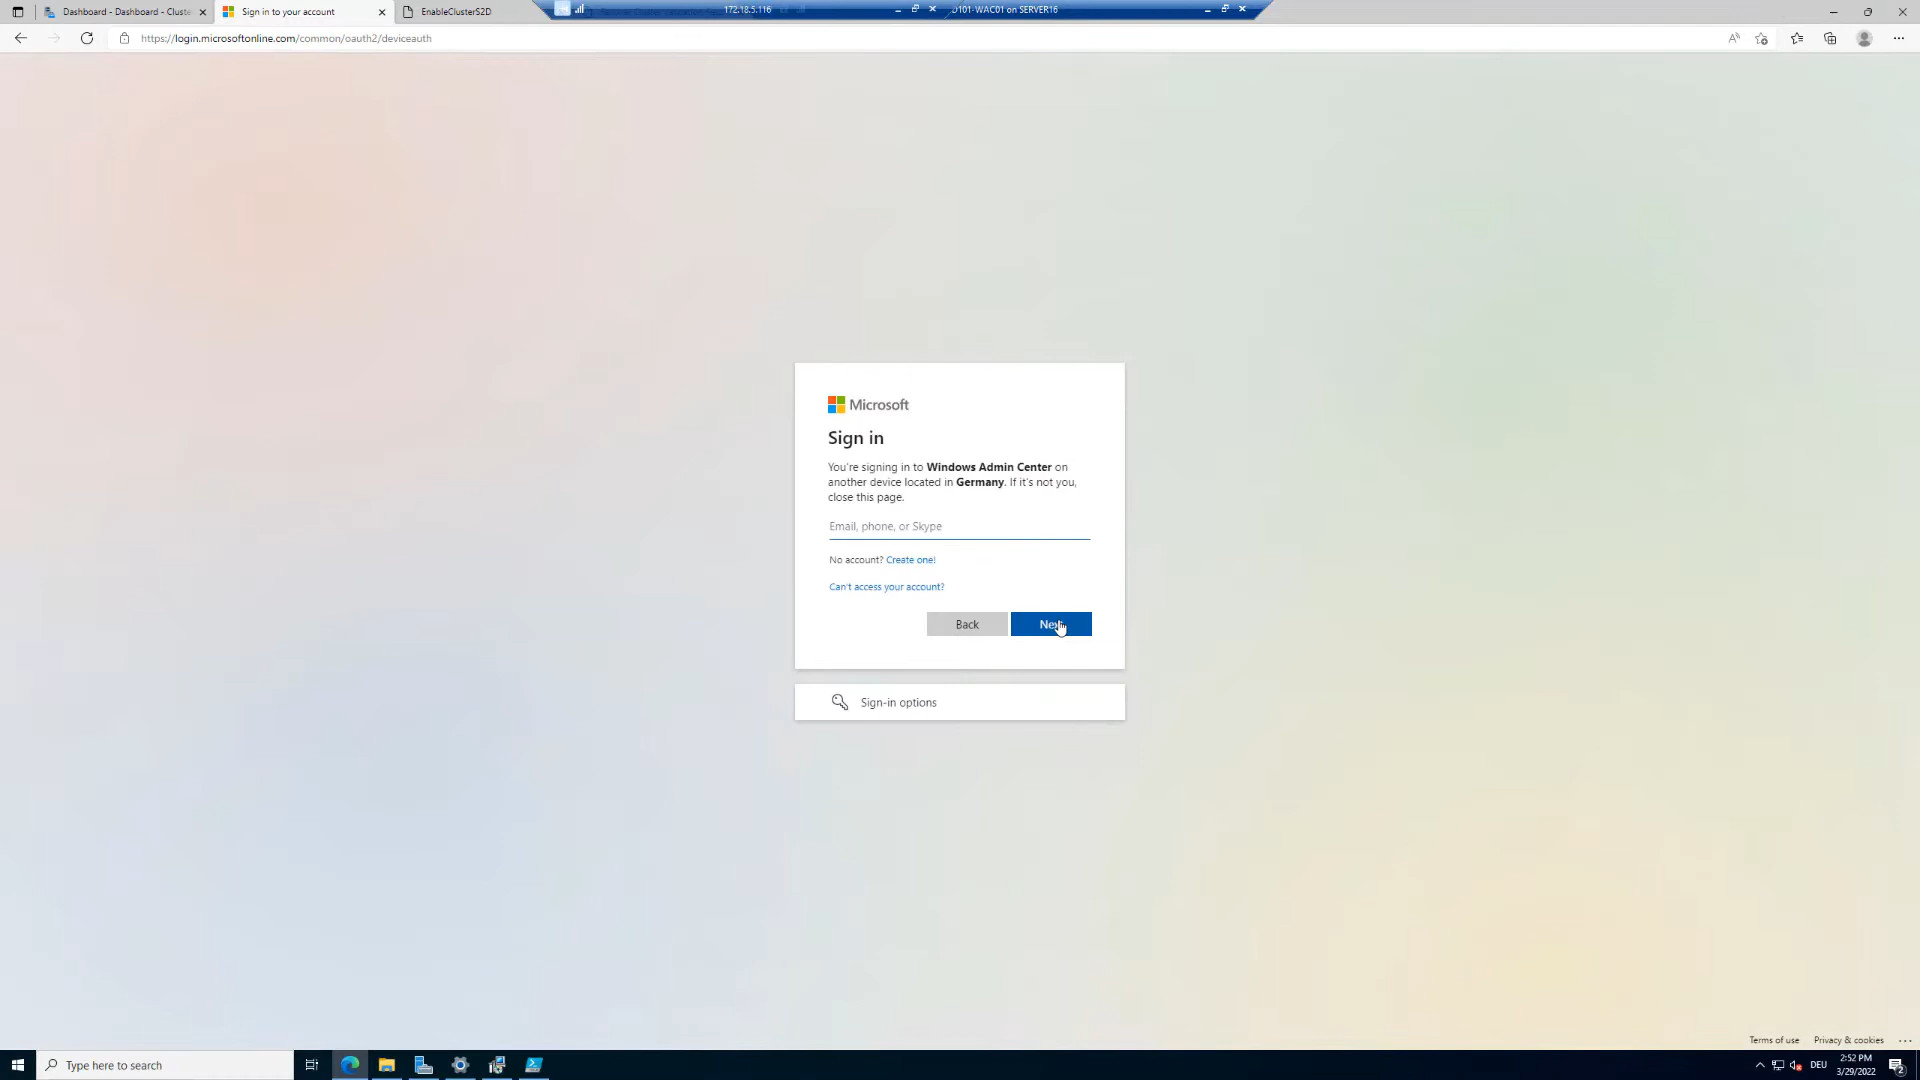 Dashboard - Dashboard - Cluste
Sign in to your account
EnableClusterS2D
172.18.5.116
D101-WAC01 on SERVER16
https://login.microsoftonline.com/common/oauth2/deviceauth
Microsoft
Sign in
You're signing in to Windows Admin Center on
another device located in Germany. If it's not you,
close this page.
Email, phone, or Skype
No account? Create one!
Can't access your account?
Back
Next
Sign-in options
Terms of use
Privacy & cookies
Type here to search
DEU
2:52 PM
3/29/2022
2